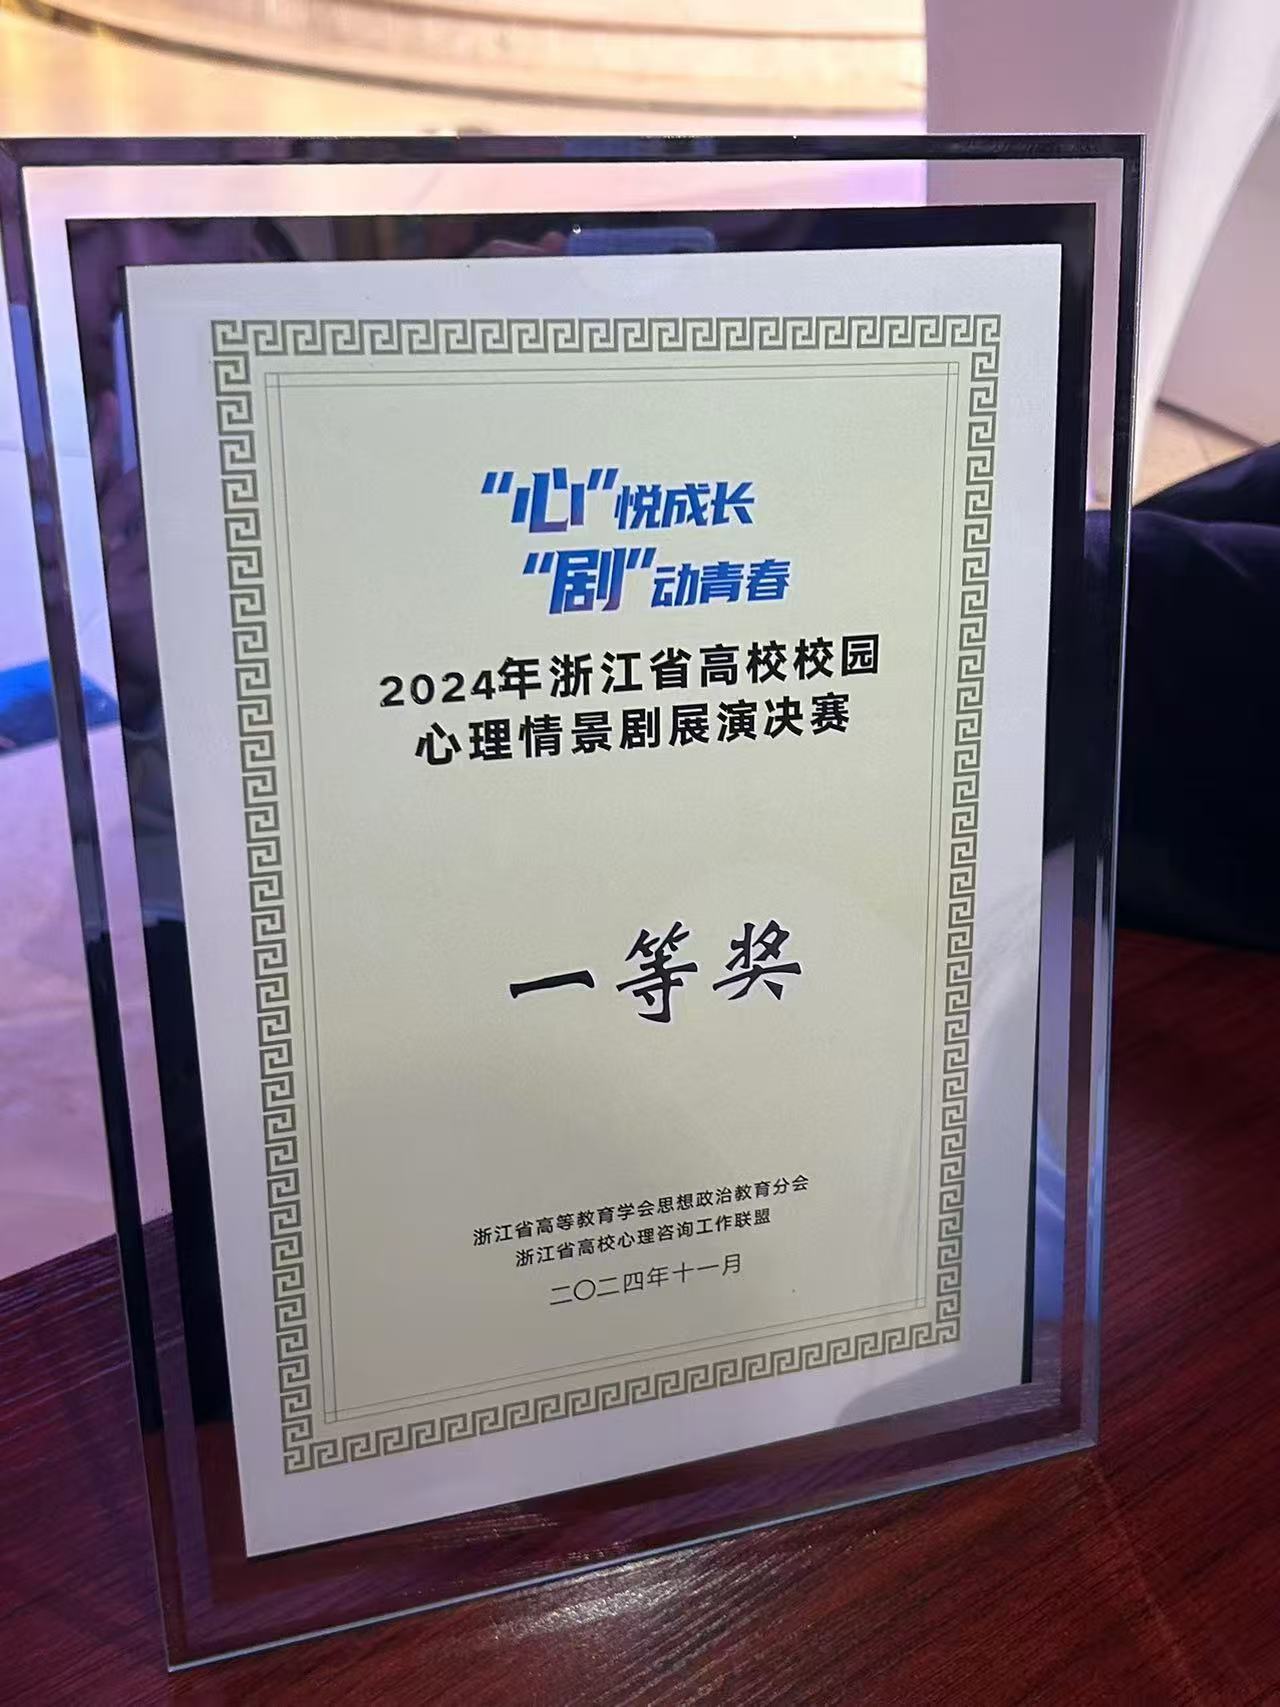 “心”悦成长
“剧”动青春
2024年浙江省高校校园
心理情景剧展演决赛
一等奖
浙江省高等教育学会思想政治教育分会
浙江省高校心理咨询工作联盟
二〇二四年十一月